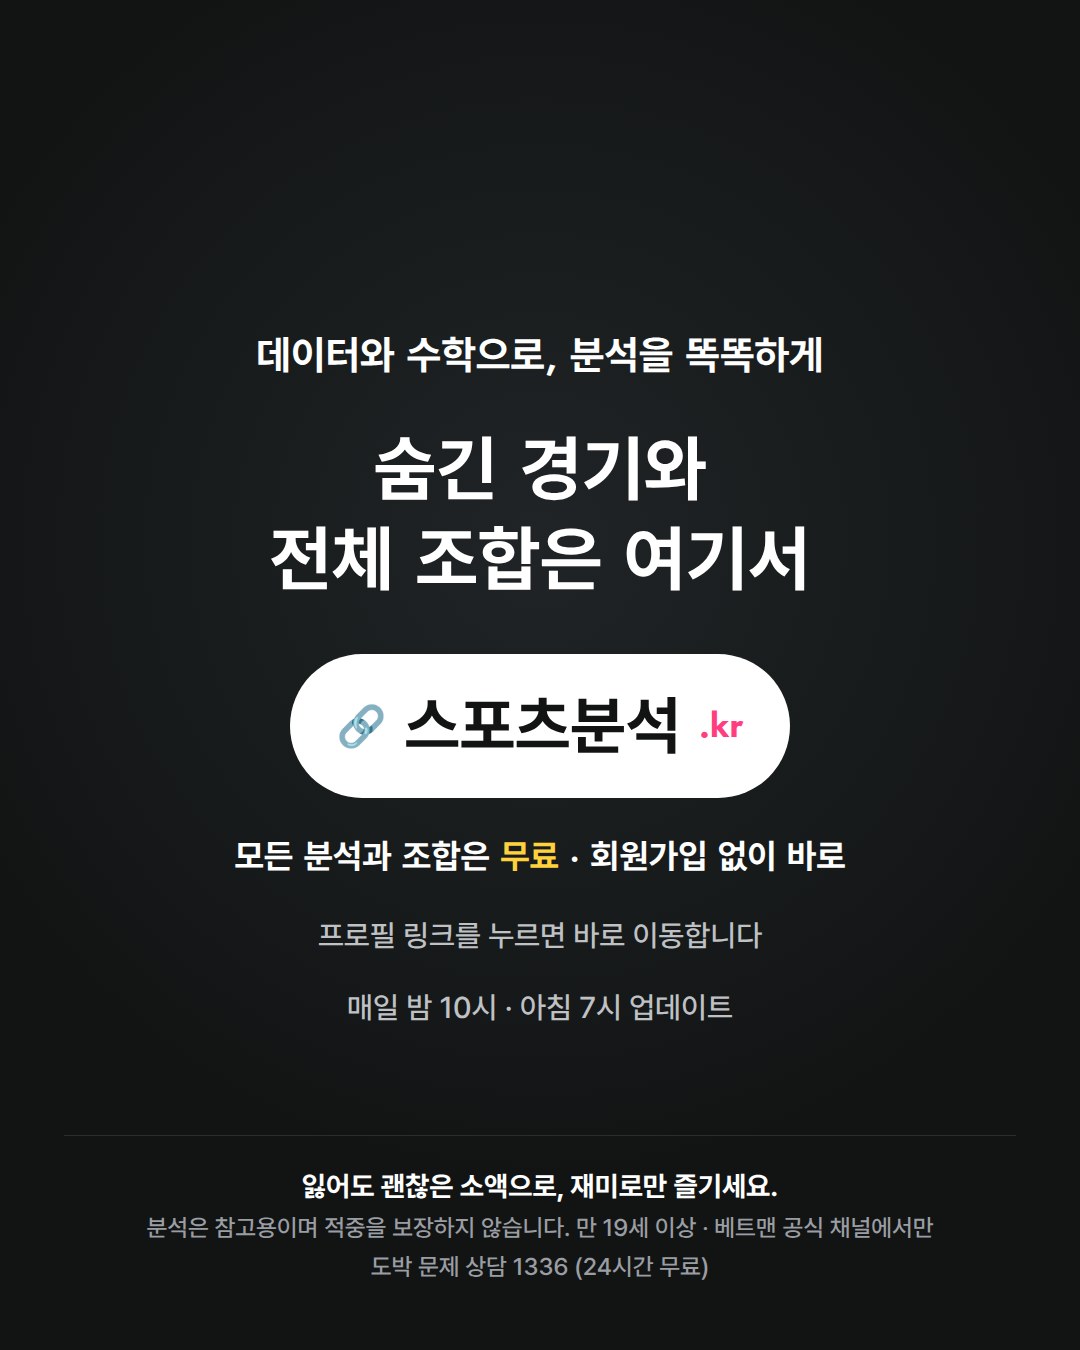 데이터와 수학으로, 분석을 똑똑하게
숨긴 경기와
전체 조합은 여기서
스포츠분석 .kr
모든 분석과 조합은 무료 · 회원가입 없이 바로
프로필 링크를 누르면 바로 이동합니다
매일 밤 10시 · 아침 7시 업데이트
잃어도 괜찮은 소액으로, 재미로만 즐기세요.
분석은 참고용이며 적중을 보장하지 않습니다. 만 19세 이상 · 베트맨 공식 채널에서만
도박 문제 상담 1336 (24시간 무료)